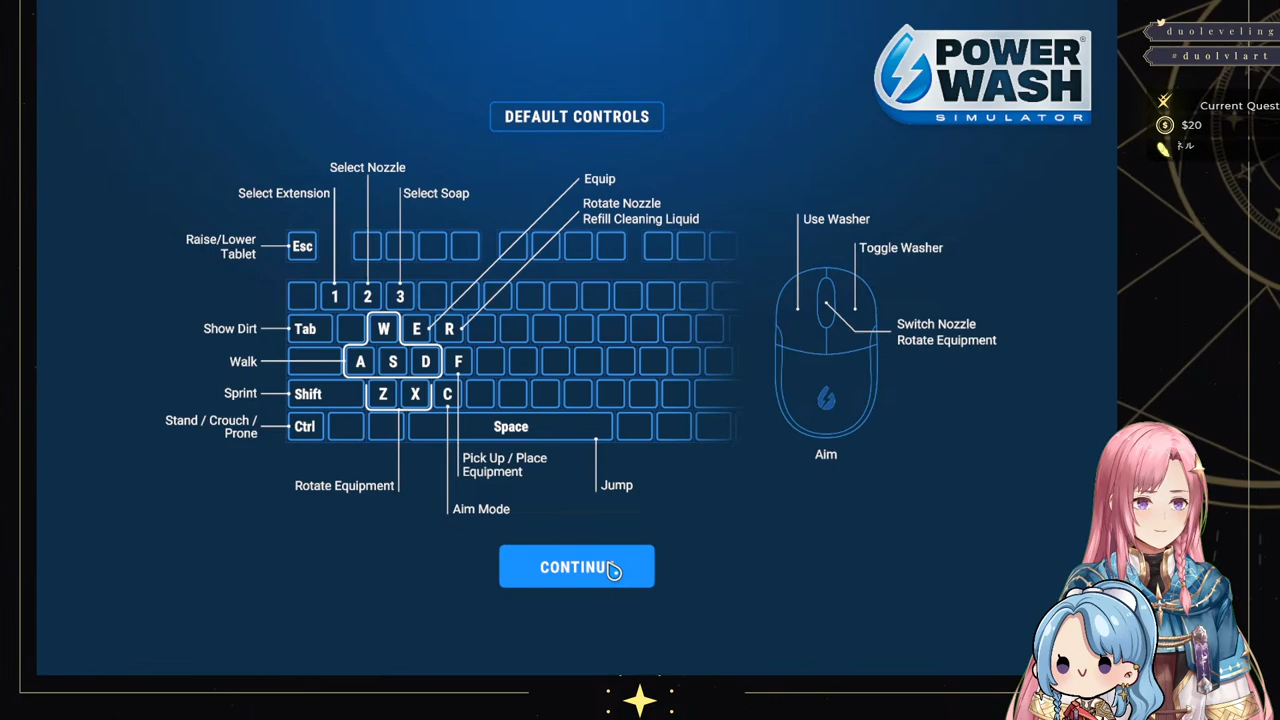 duoleveling
#duolvlart
Current Quest
$20
ネル
POWER
WASH
SIMULATOR
DEFAULT CONTROLS
Select Nozzle
Select Extension
Select Soap
Equip
Rotate Nozzle
Refill Cleaning Liquid
Raise/Lower
Tablet
Esc
1 2 3
Show Dirt
Tab
W E R
Walk
A S D F
Sprint
Shift
Z X C
Stand / Crouch /
Prone
Ctrl
Space
Pick Up / Place
Equipment
Rotate Equipment
Jump
Aim Mode
Use Washer
Toggle Washer
Switch Nozzle
Rotate Equipment
Aim
CONTINU